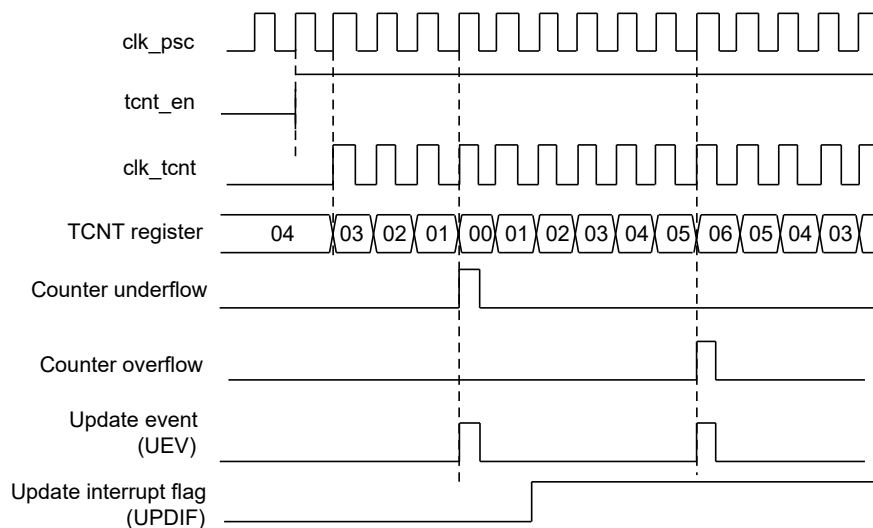 clk_psc
tcnt_en
clk_tcnt
TCNT register 04 03 02 01 00 01 02 03 04 05 06 05 04 03
Counter underflow
Counter overflow
Update event
(UEV)
Update interrupt flag
(UPDIF)